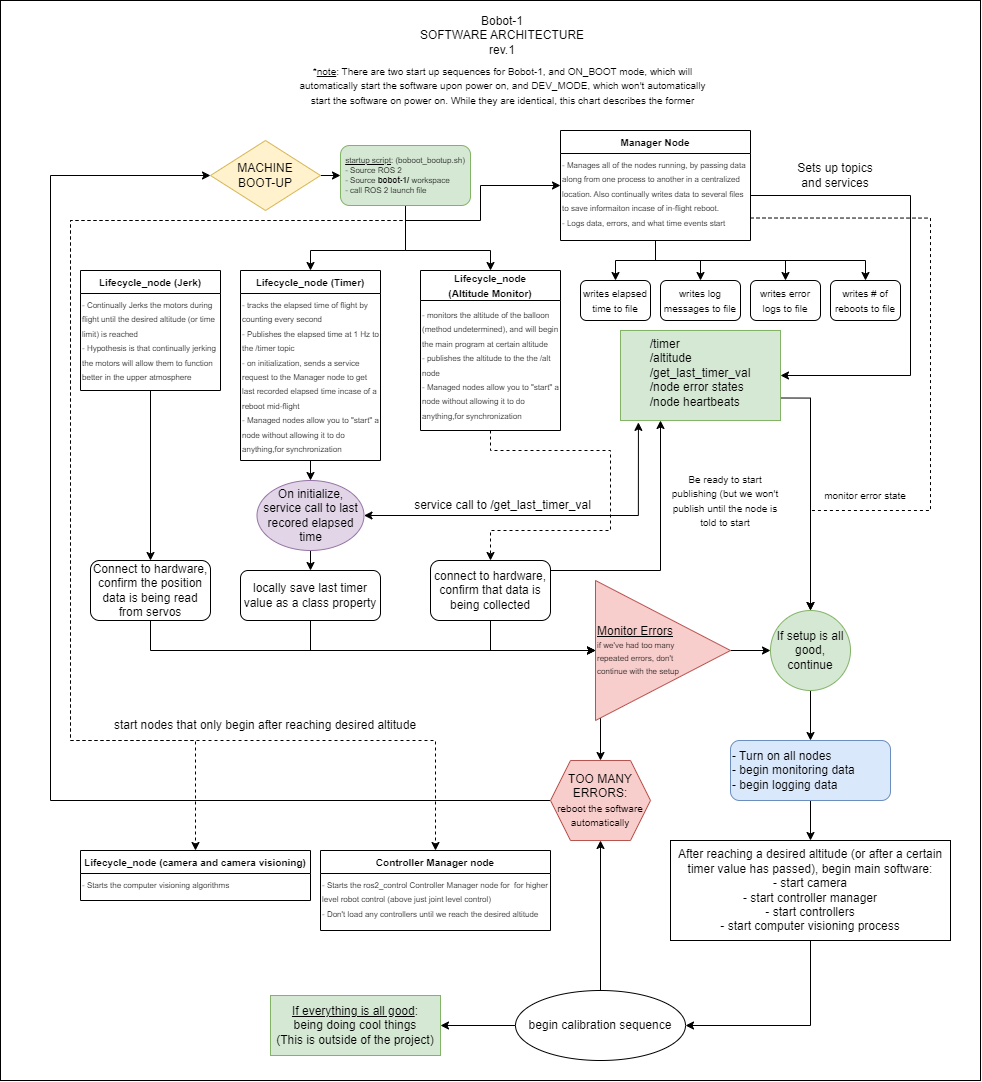 Bobot-1
SOFTWARE ARCHITECTURE
rev.1
*note: There are two start up sequences for Bobot-1, and ON_BOOT mode, which will
automatically start the software upon power on, and DEV_MODE, which won't automatically
start the software on power on. While they are identical, this chart describes the former
MACHINE
BOOT-UP
startup script: (boboot_bootup.sh)
- Source ROS 2
- Source bobot-1/ workspace
- call ROS 2 launch file
Manager Node
- Manages all of the nodes running, by passing data
along from one process to another in a centralized
location. Also continually writes data to several files
to save informaiton incase of in-flight reboot.
- Logs data, errors, and what time events start
Sets up topics
and services
Lifecycle_node (Jerk)
- Continually Jerks the motors during
flight until the desired altitude (or time
limit) is reached
- Hypothesis is that continually jerking
the motors will allow them to function
better in the upper atmosphere
Lifecycle_node (Timer)
- tracks the elapsed time of flight by
counting every second
- Publishes the elapsed time at 1 Hz to
the /timer topic
- on initialization, sends a service
request to the Manager node to get
last recorded elapsed time incase of a
reboot mid-flight
- Managed nodes allow you to "start" a
node without allowing it to do
anything,for synchronization
Lifecycle_node
(Altitude Monitor)
- monitors the altitude of the balloon
(method undetermined), and will begin
the main program at certain altitude
- publishes the altitude to the the /alt
node
- Managed nodes allow you to "start" a
node without allowing it to do
anything,for synchronization
writes elapsed
time to file
writes log
messages to file
writes error
logs to file
writes # of
reboots to file
/timer
/altitude
/get_last_timer_val
/node error states
/node heartbeats
On initialize,
service call to last
recored elapsed
time
service call to /get_last_timer_val
Be ready to start
publishing (but we won't
publish until the node is
told to start
monitor error state
Connect to hardware,
confirm the position
data is being read
from servos
locally save last timer
value as a class property
connect to hardware,
confirm that data is
being collected
Monitor Errors
if we've had too many
repeated errors, don't
continue with the setup
If setup is all
good,
continue
start nodes that only begin after reaching desired altitude
- Turn on all nodes
- begin monitoring data
- begin logging data
TOO MANY
ERRORS:
reboot the software
automatically
Lifecycle_node (camera and camera visioning)
- Starts the computer visioning algorithms
Controller Manager node
- Starts the ros2_control Controller Manager node for  for higher
level robot control (above just joint level control)
- Don't load any controllers until we reach the desired altitude
After reaching a desired altitude (or after a certain
timer value has passed), begin main software:
- start camera
- start controller manager
- start controllers
- start computer visioning process
If everything is all good:
being doing cool things
(This is outside of the project)
begin calibration sequence